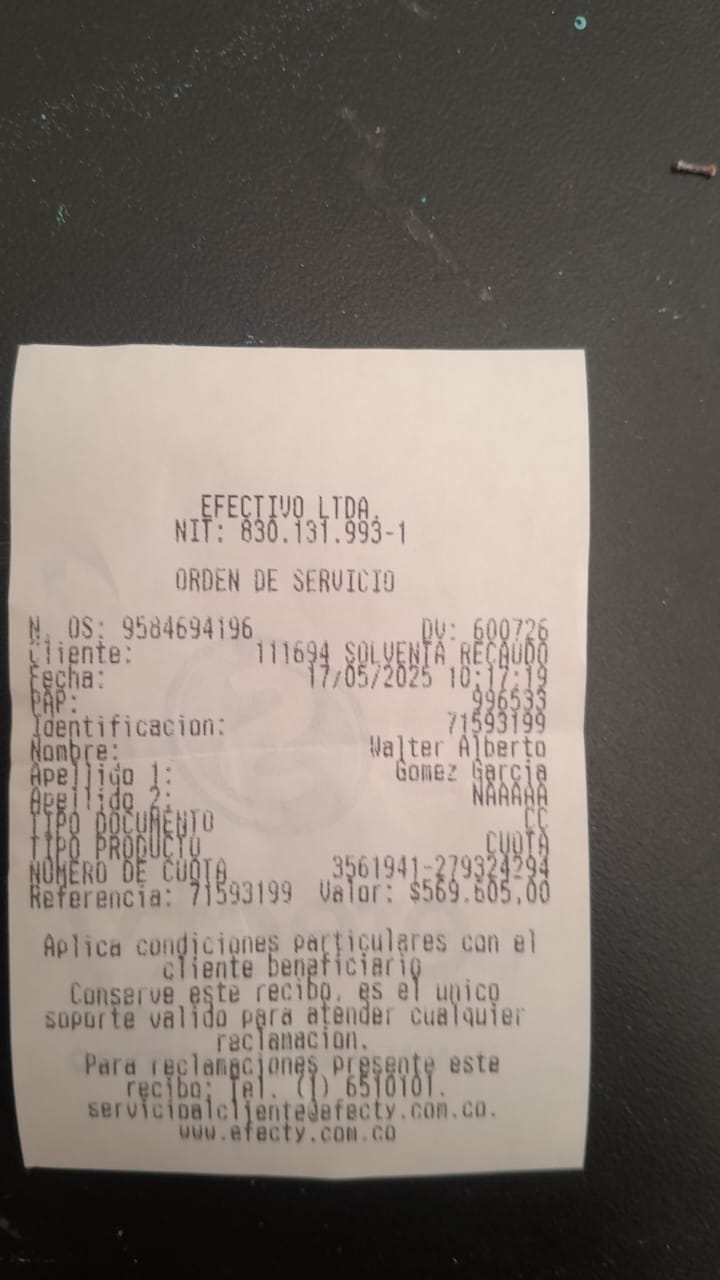 EFECTIVO LTDA.
NIT: 830.131.993-1
ORDEN DE SERVICIO
N. OS: 9584694196 DV: 600726
Cliente: 111694 SOLVENTA RECAUDO
Fecha: 17/05/2025 10:17:19
PAP: 996533
Identificacion: 71593199
Nombre: Walter Alberto
Apellido 1: Gomez Garcia
Apellido 2: NAAAAA
TIPO DOCUMENTO CC
TIPO PRODUCTO CUOTA
NUMERO DE CUOTA 3561941-279324294
Referencia: 71593199 Valor: $569.605,00
Aplica condiciones particulares con el
cliente benaficiario
Conserve este recibo, es el unico
soporte valido para atender cualquier
reclamacion.
Para reclamaciones presente este
recibo: Tel. (1) 6510101.
servicioalcliente@efecty.com.co.
www.efecty.com.co